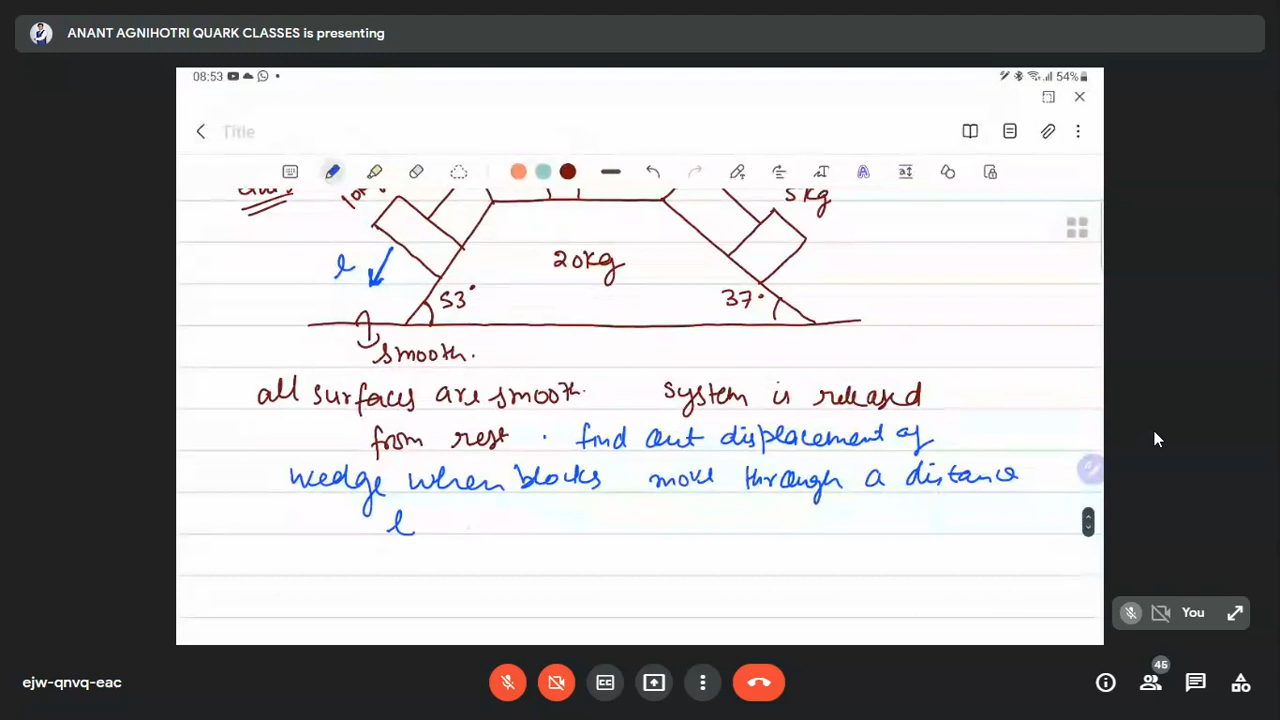 ANANT AGNIHOTRI QUARK CLASSES is presenting
08:53 54%
Title
5kg
l 20kg
53° 37°
smooth.
all surfaces are smooth. system is released
from rest . find out displacement of
wedge when blocks move through a distance
l
You
ejw-qnvq-eac 45